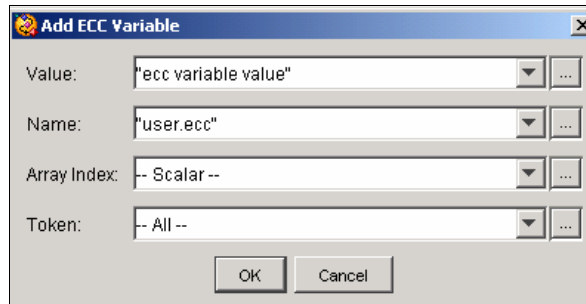 Add ECC Variable
Value: "ecc variable value" ...
Name: "user.ecc" ...
Array Index: -- Scalar -- ...
Token: -- All -- ...
OK Cancel